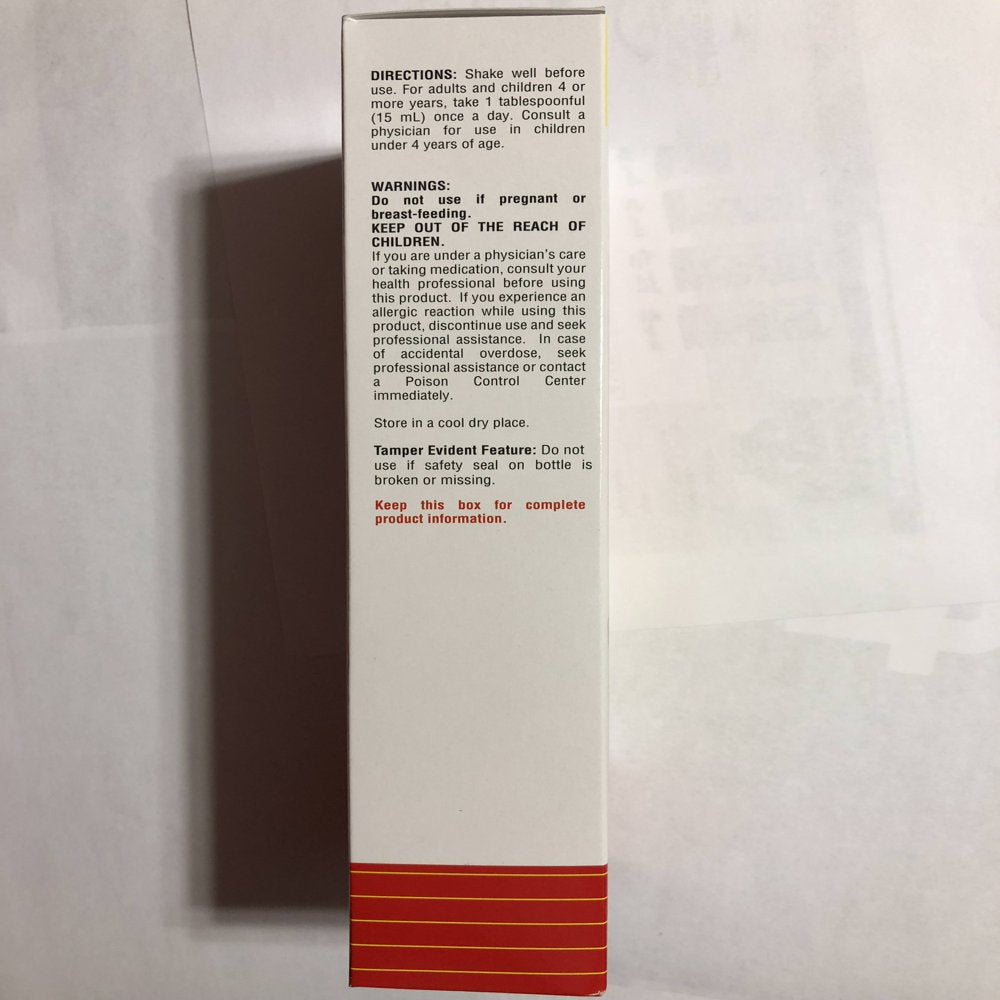 DIRECTIONS: Shake well before
use. For adults and children 4 or
more years, take 1 tablespoonful
(15 mL) once a day. Consult a
physician for use in children
under 4 years of age.
WARNINGS:
Do not use if pregnant or
breast-feeding.
KEEP OUT OF THE REACH OF
CHILDREN.
If you are under a physician's care
or taking medication, consult your
health professional before using
this product. If you experience an
allergic reaction while using this
product, discontinue use and seek
professional assistance. In case
of accidental overdose, seek
professional assistance or contact
a Poison Control Center
immediately.
Store in a cool dry place.
Tamper Evident Feature: Do not
use if safety seal on bottle is
broken or missing.
Keep this box for complete
product information.